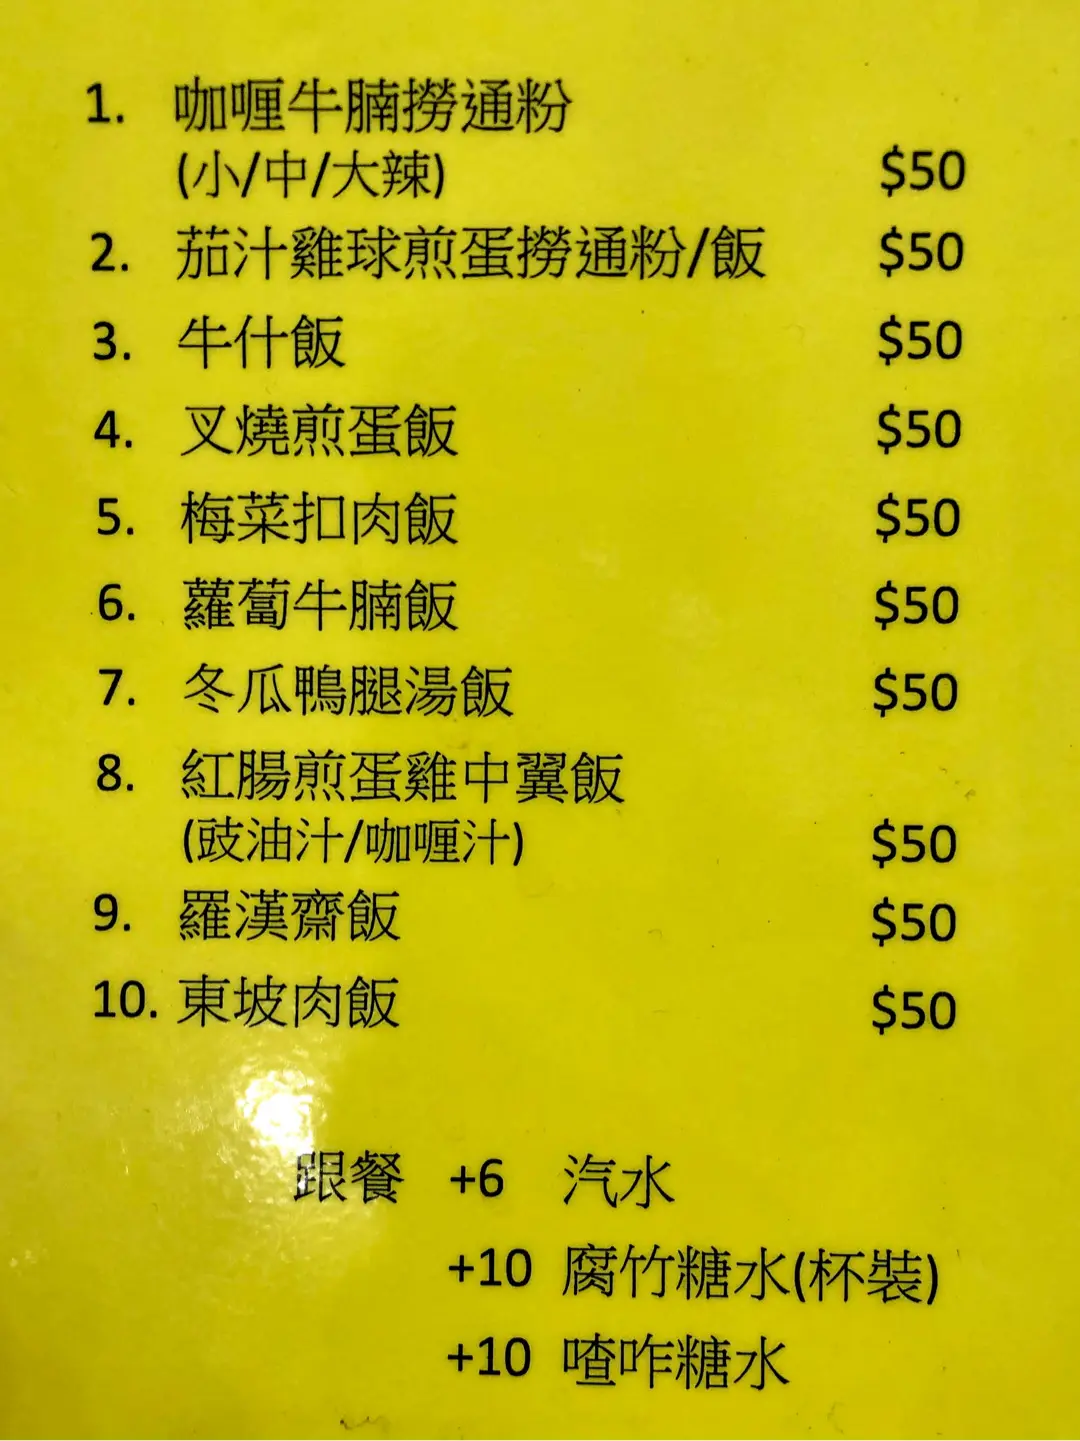 1. 咖喱牛腩撈通粉
(小/中/大辣) $50
2. 茄汁雞球煎蛋撈通粉/飯 $50
3. 牛什飯 $50
4. 叉燒煎蛋飯 $50
5. 梅菜扣肉飯 $50
6. 蘿蔔牛腩飯 $50
7. 冬瓜鴨腿湯飯 $50
8. 紅腸煎蛋雞中翼飯
(豉油汁/咖喱汁) $50
9. 羅漢齋飯 $50
10. 東坡肉飯 $50
跟餐 +6 汽水
+10 腐竹糖水(杯裝)
+10 喳咋糖水